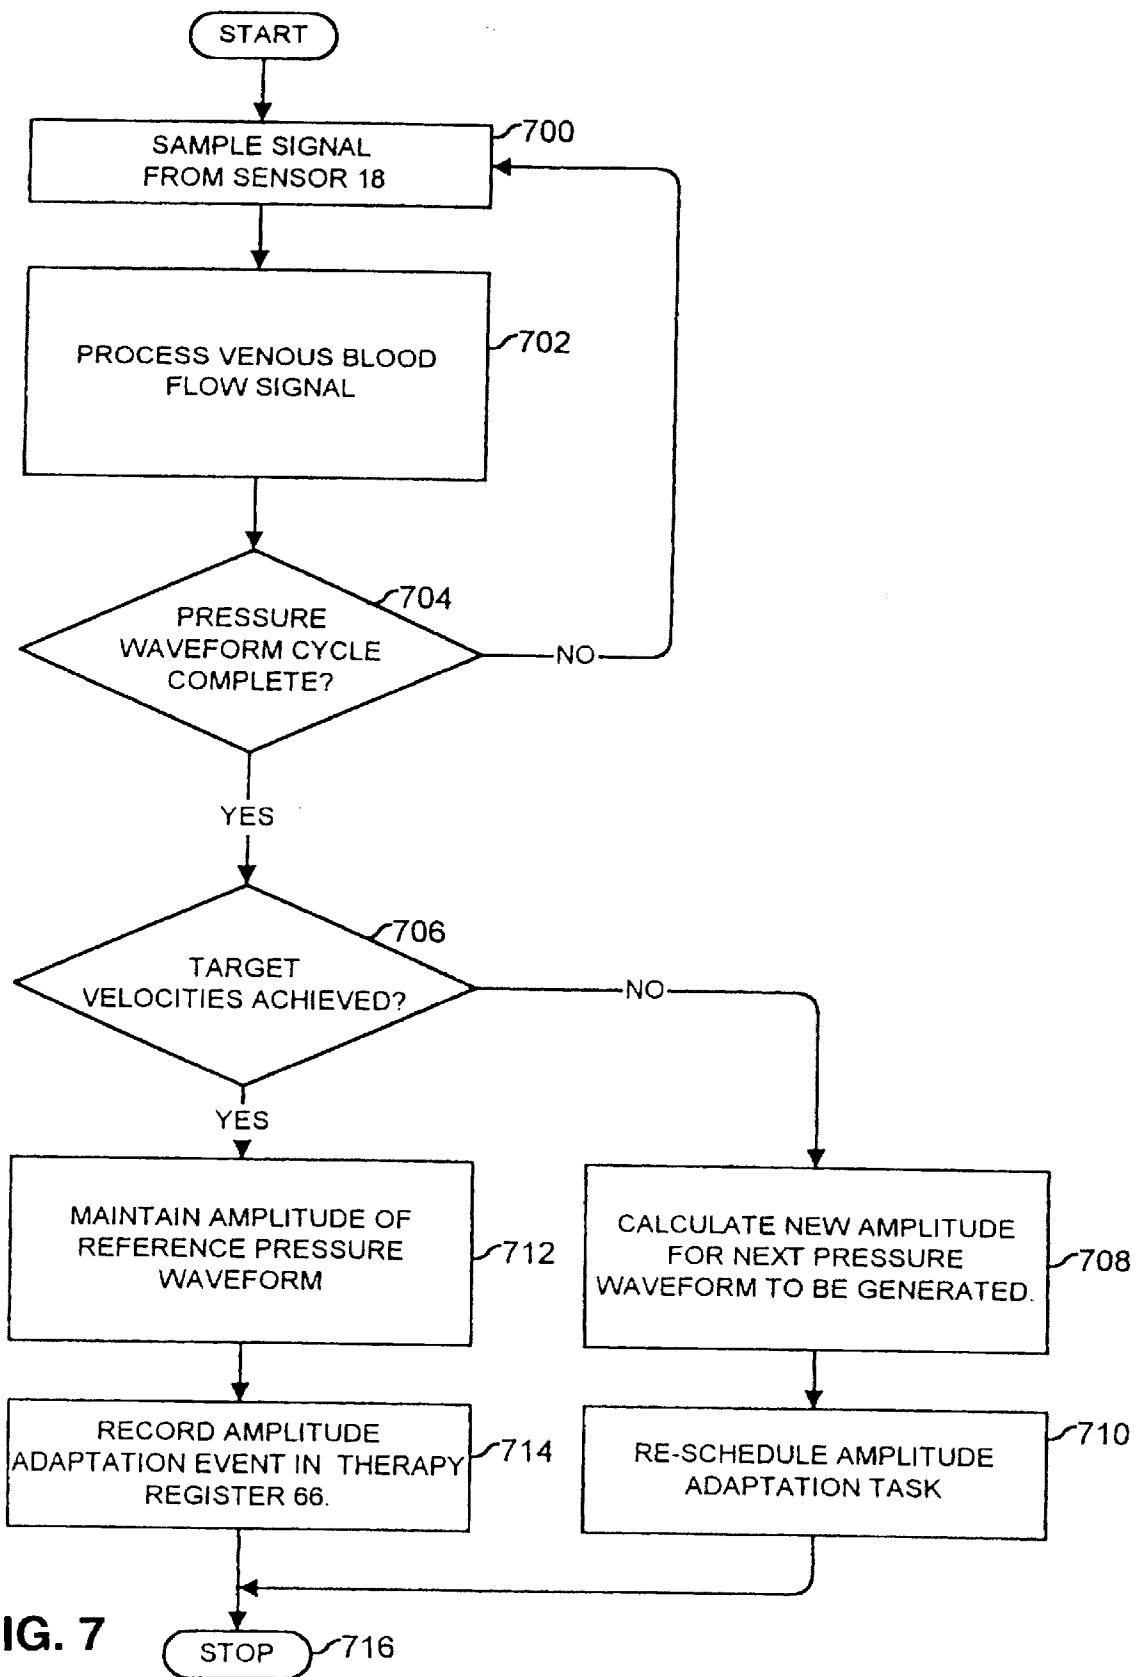 START
SAMPLE SIGNAL
FROM SENSOR 18
700
PROCESS VENOUS BLOOD
FLOW SIGNAL
702
PRESSURE
WAVEFORM CYCLE
COMPLETE?
704
NO
YES
TARGET
VELOCITIES ACHIEVED?
706
NO
YES
MAINTAIN AMPLITUDE OF
REFERENCE PRESSURE
WAVEFORM
712
CALCULATE NEW AMPLITUDE
FOR NEXT PRESSURE
WAVEFORM TO BE GENERATED.
708
RECORD AMPLITUDE
ADAPTATION EVENT IN THERAPY
REGISTER 66.
714
RE-SCHEDULE AMPLITUDE
ADAPTATION TASK
710
IG. 7
STOP
716